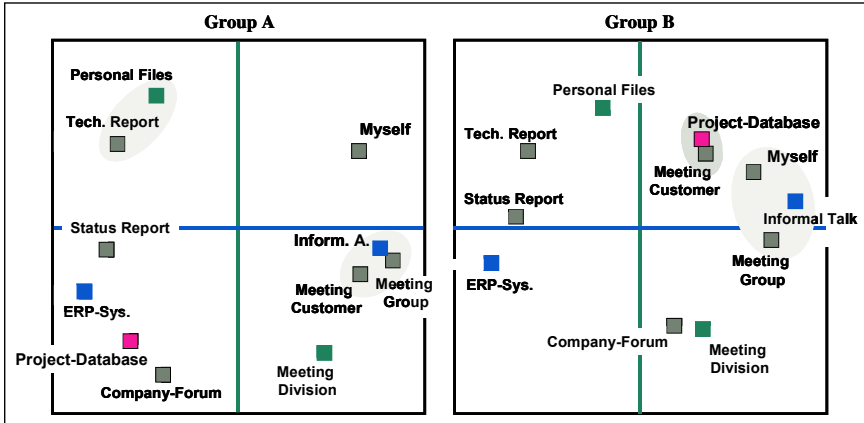 Group A
Personal Files
Tech. Report
Myself
Status Report
Inform. A.
ERP-Sys.
Meeting
Customer
Meeting
Group
Project-Database
Company-Forum
Meeting
Division
Group B
Personal Files
Project-Database
Tech. Report
Meeting
Customer
Myself
Status Report
Informal Talk
ERP-Sys.
Meeting
Group
Company-Forum
Meeting
Division